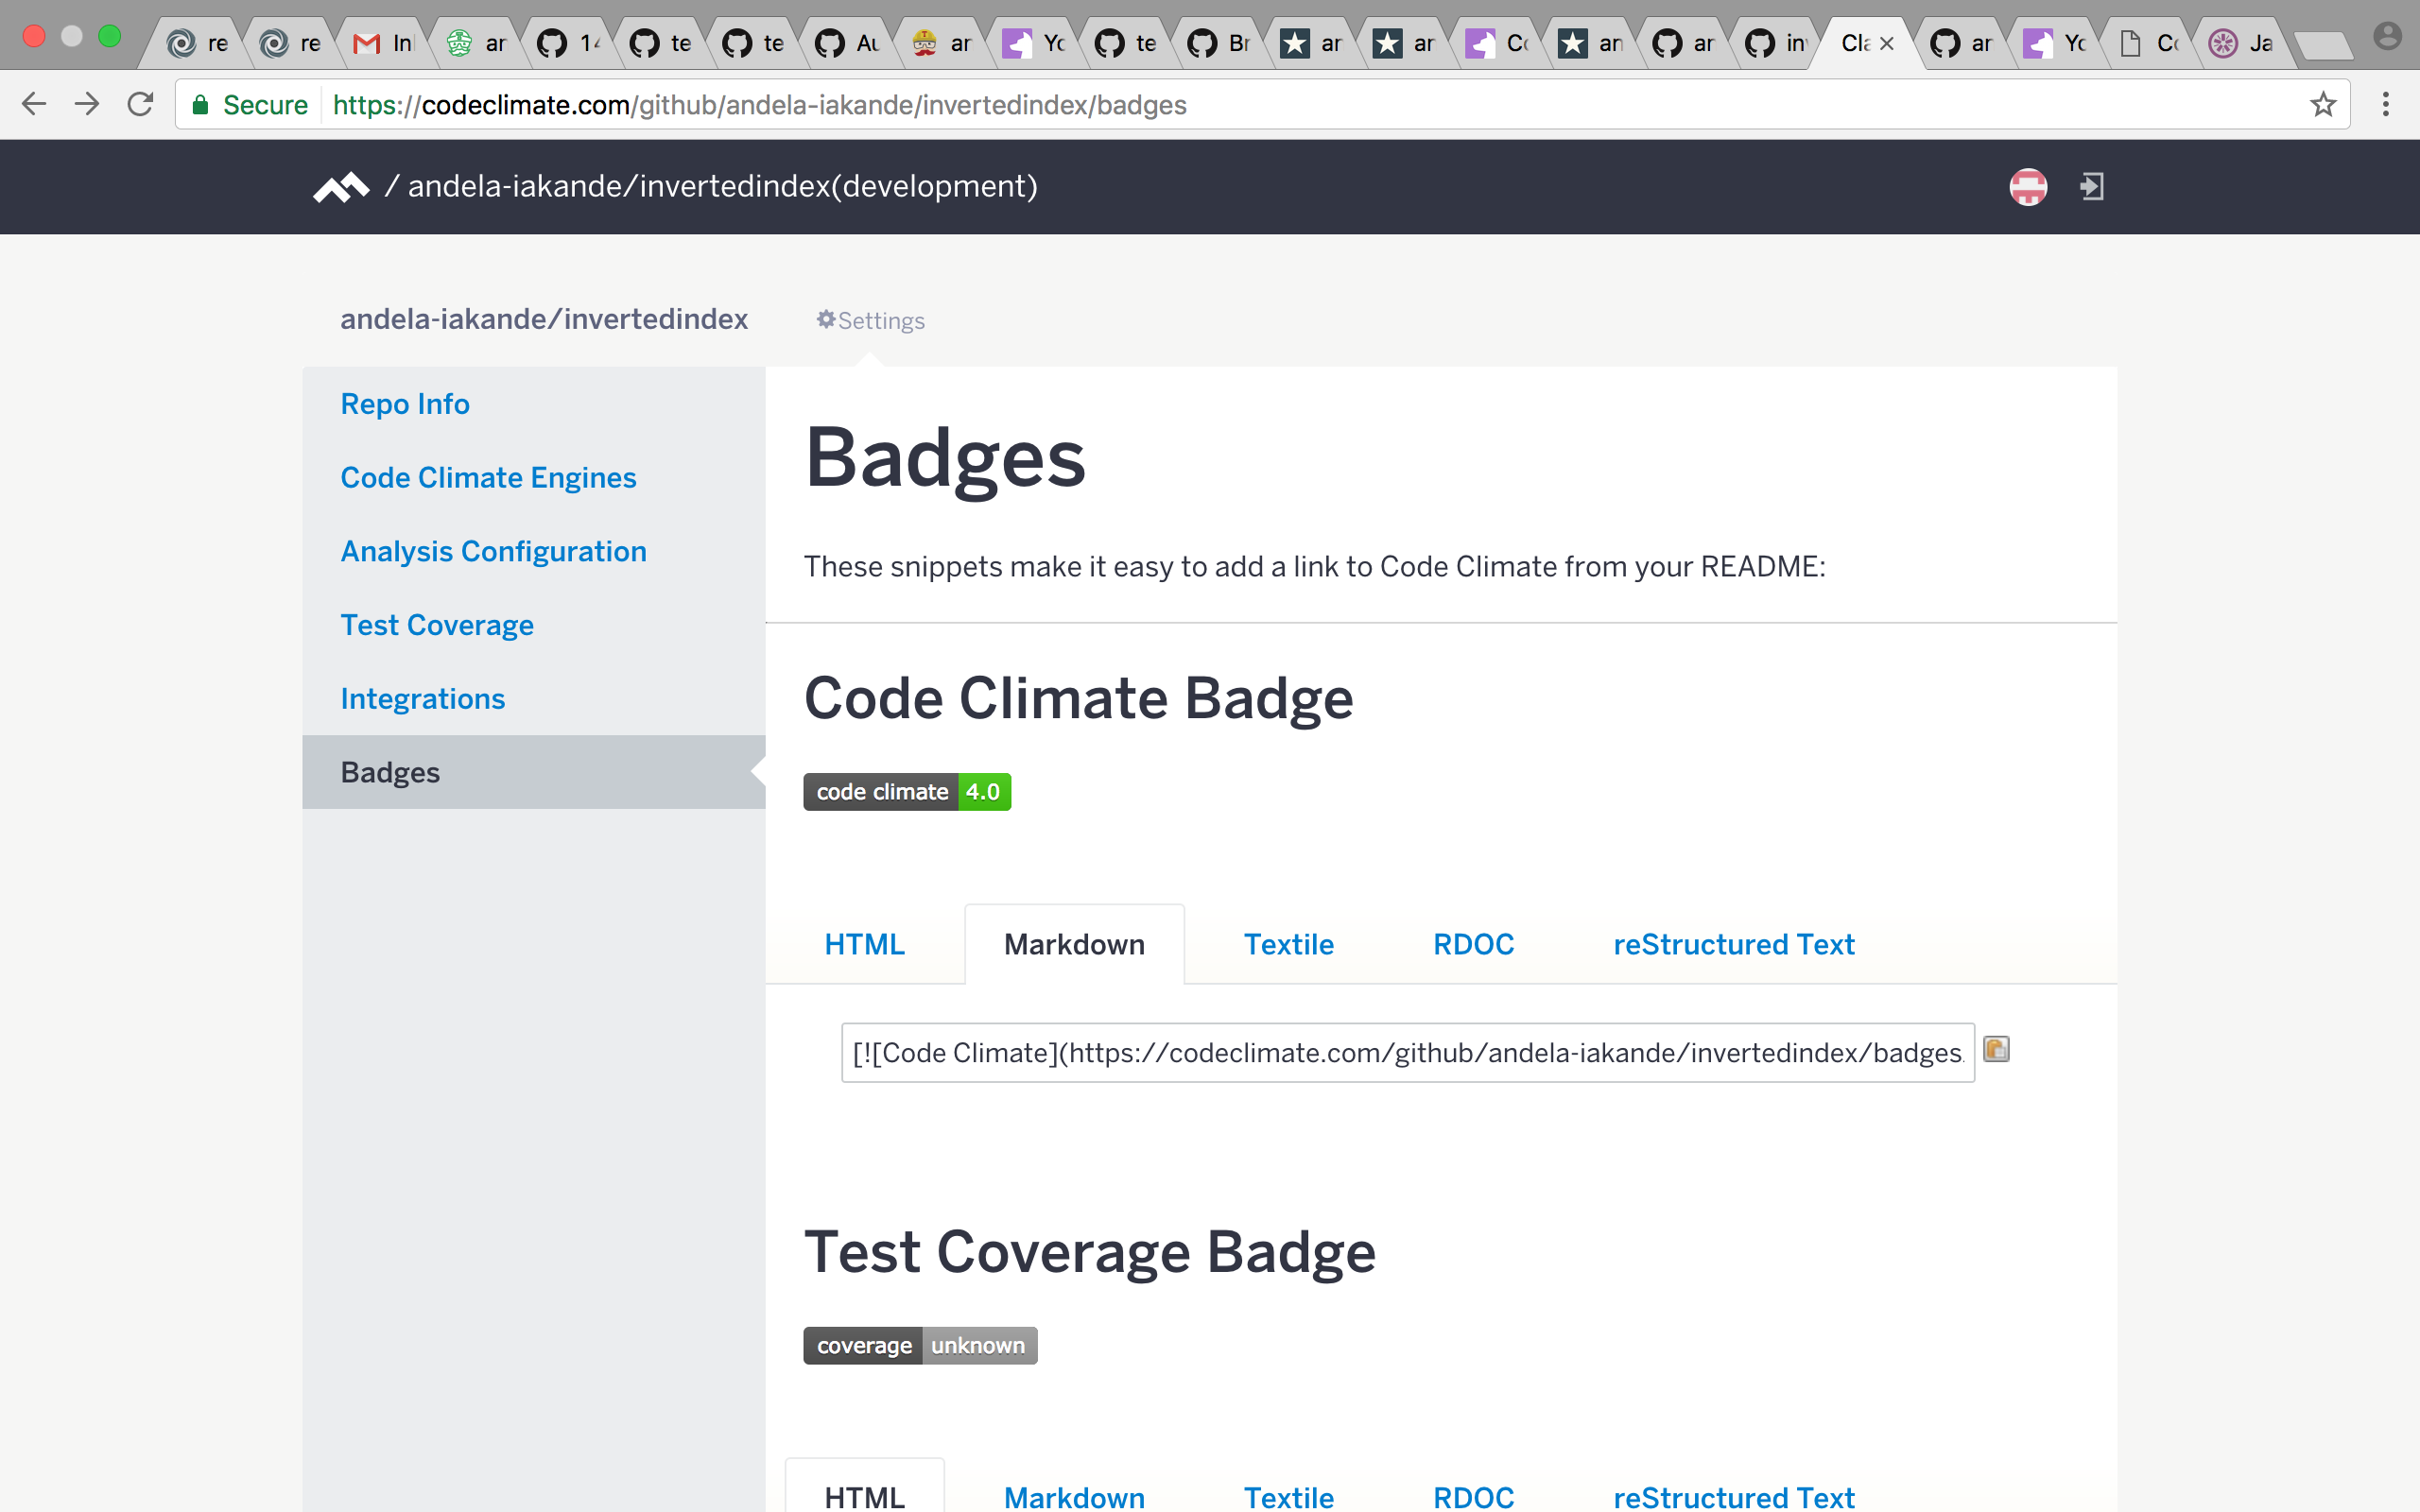 re re In ar 14 te te Au ar Yo te Br ar ar Co an ar in Cla ar Yo Co Ja
Secure https://codeclimate.com/github/andela-iakande/invertedindex/badges
/ andela-iakande/invertedindex(development)
andela-iakande/invertedindex Settings
Repo Info
Code Climate Engines
Analysis Configuration
Test Coverage
Integrations
Badges
Badges
These snippets make it easy to add a link to Code Climate from your README:
Code Climate Badge
code climate 4.0
HTML Markdown Textile RDOC reStructured Text
[![Code Climate](https://codeclimate.com/github/andela-iakande/invertedindex/badges
Test Coverage Badge
coverage unknown
HTML Markdown Textile RDOC reStructured Text